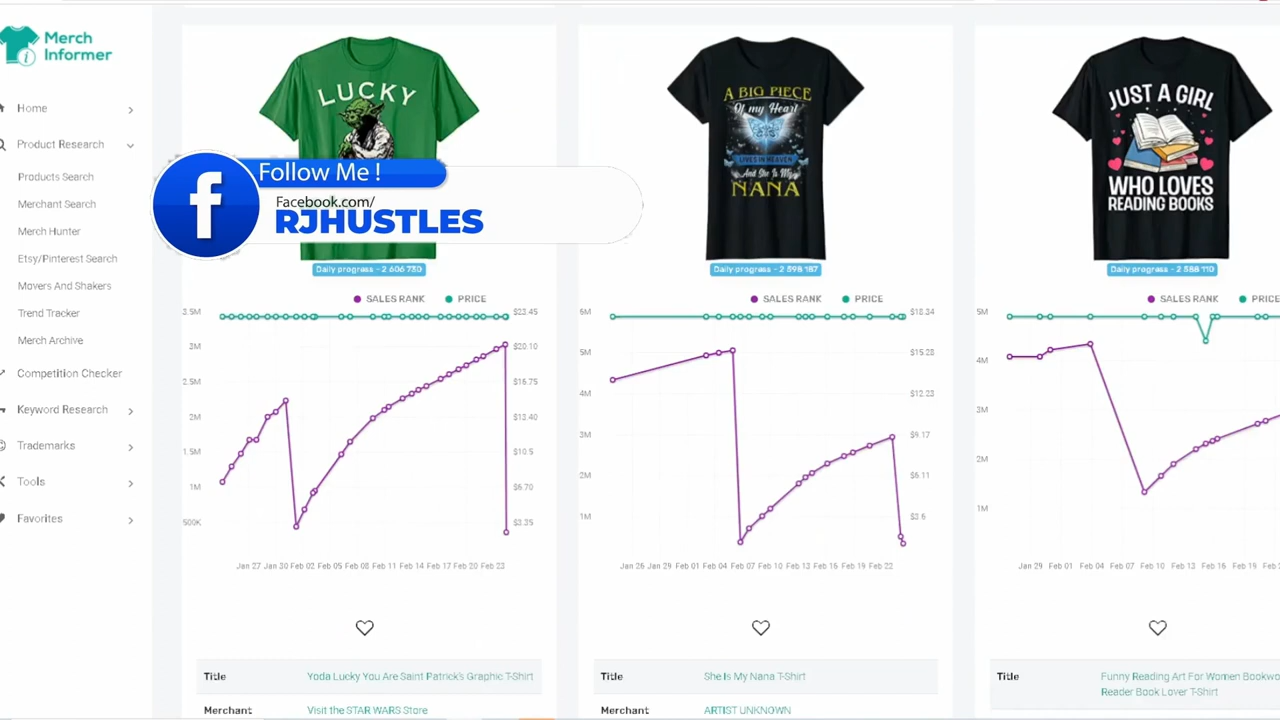 Merch
Informer
Home
Product Research
Products Search
Merchant Search
Merch Hunter
Etsy/Pinterest Search
Movers And Shakers
Trend Tracker
Merch Archive
Competition Checker
Keyword Research
Trademarks
Tools
Favorites
LUCKY
Follow Me !
Facebook.com/
RJHUSTLES
Daily progress - 2 606 730
SALES RANK PRICE
3.5M
3M
2.5M
2M
1.5M
1M
500K
$23.45
$20.10
$15.75
$13.40
$10.5
$6.70
$3.35
Jan 27 Jan 30 Feb 02 Feb 05 Feb 08 Feb 11 Feb 14 Feb 17 Feb 20 Feb 23
Title Yoda Lucky You Are Saint Patrick's Graphic T-Shirt
Merchant Visit the STAR WARS Store
A BIG PIECE
Of my Heart
LIVES IN HEAVEN
And She Is My
NANA
Daily progress - 2 598 187
SALES RANK PRICE
6M
5M
4M
3M
2M
1M
$18.34
$15.28
$12.23
$9.17
$6.11
$3.6
Jan 26 Jan 29 Feb 01 Feb 04 Feb 07 Feb 10 Feb 13 Feb 16 Feb 19 Feb 22
Title She Is My Nana T-Shirt
Merchant ARTIST UNKNOWN
JUST A GIRL
WHO LOVES
READING BOOKS
Daily progress - 2 588 110
SALES RANK PRICE
5M
4M
3M
2M
1M
Jan 29 Feb 01 Feb 04 Feb 07 Feb 10 Feb 13 Feb 16 Feb 19
Title Funny Reading Art For Women Bookwo
Reader Book Lover T-Shirt